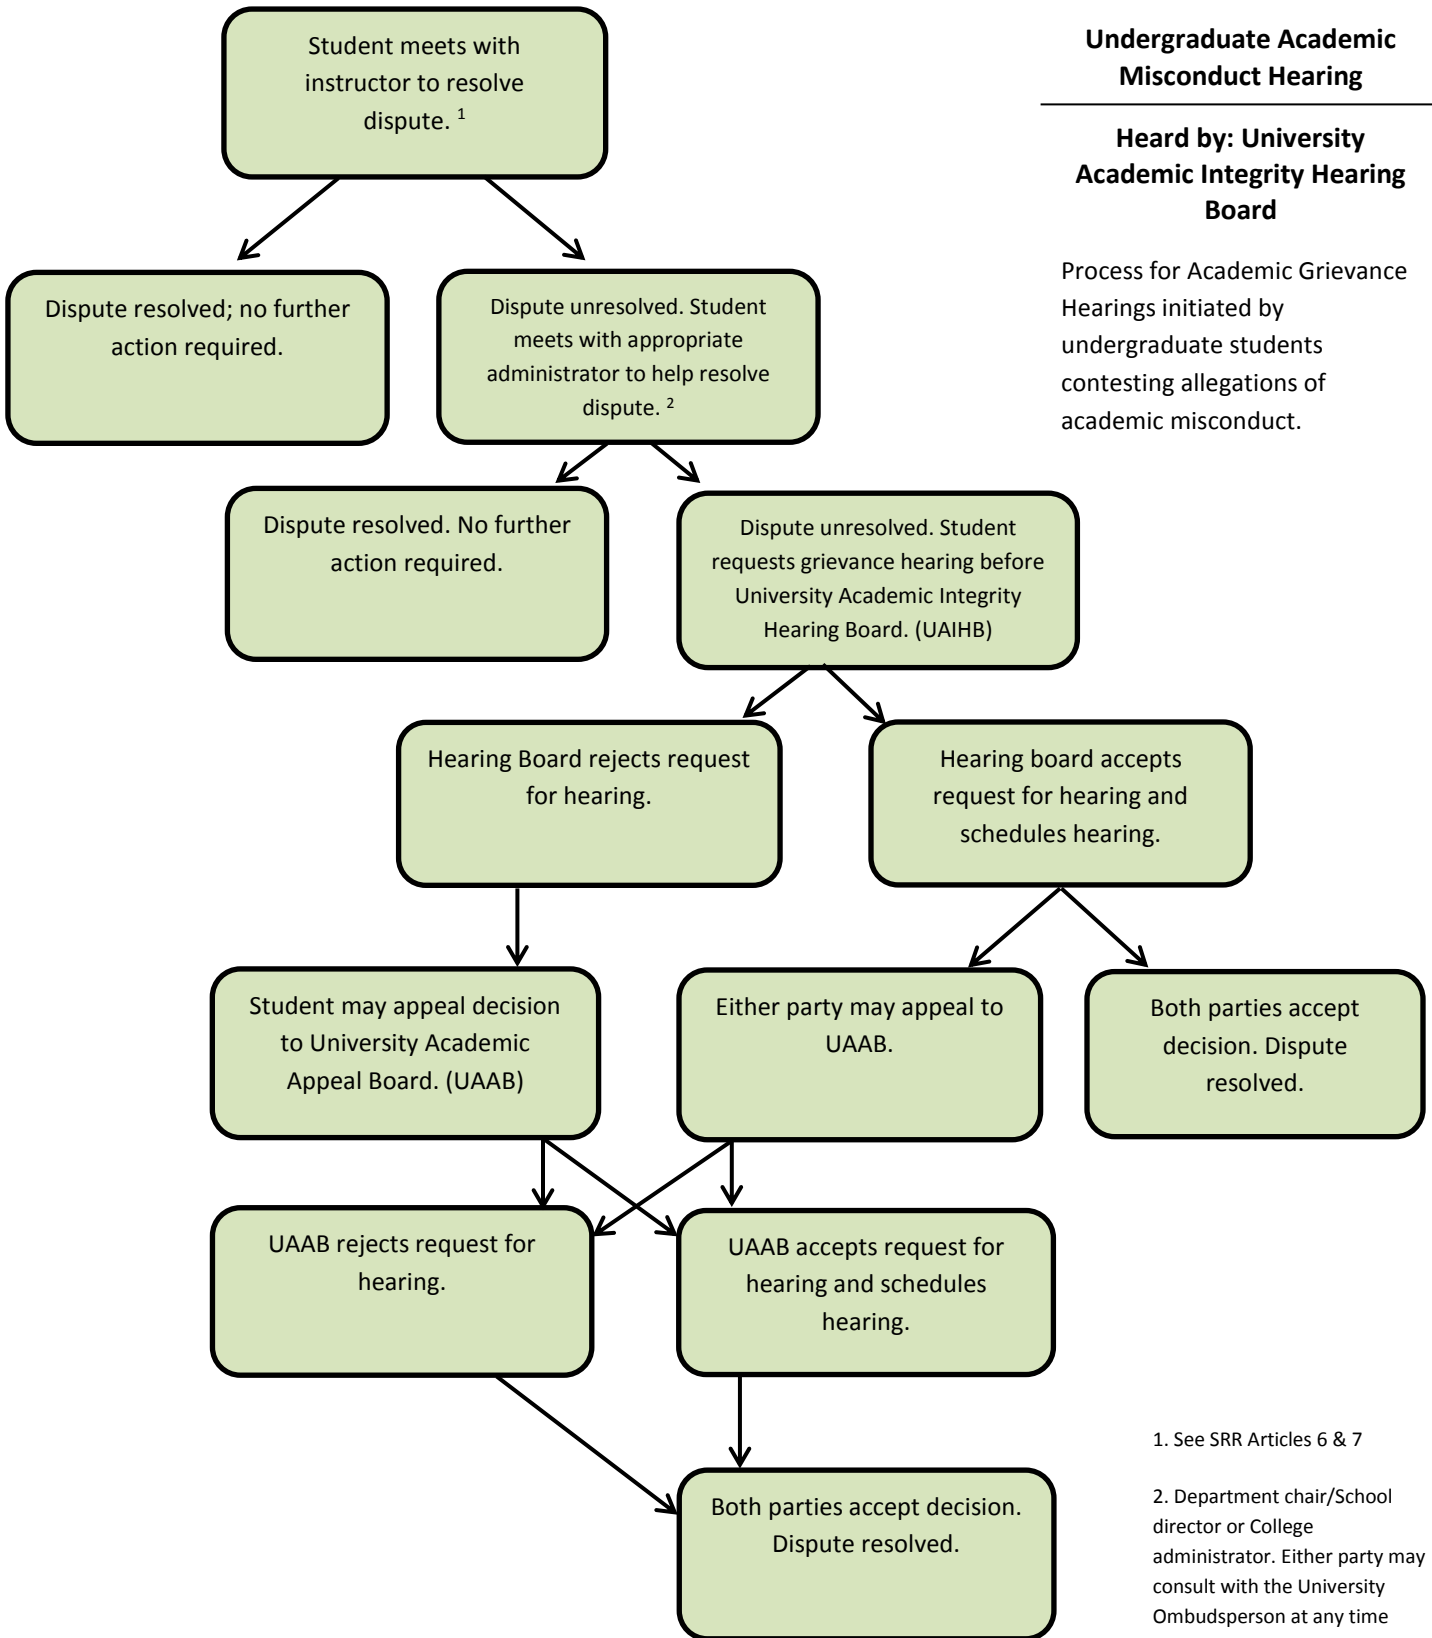 Undergraduate Academic
Misconduct Hearing
Heard by: University
Academic Integrity Hearing
Board
Process for Academic Grievance
Hearings initiated by
undergraduate students
contesting allegations of
academic misconduct.
Student meets with
instructor to resolve
dispute. 1
Dispute resolved; no further
action required.
Dispute unresolved. Student
meets with appropriate
administrator to help resolve
dispute. 2
Dispute resolved. No further
action required.
Dispute unresolved. Student
requests grievance hearing before
University Academic Integrity
Hearing Board. (UAIHB)
Hearing Board rejects request
for hearing.
Hearing board accepts
request for hearing and
schedules hearing.
Student may appeal decision
to University Academic
Appeal Board. (UAAB)
Either party may appeal to
UAAB.
Both parties accept
decision. Dispute
resolved.
UAAB rejects request for
hearing.
UAAB accepts request for
hearing and schedules
hearing.
Both parties accept decision.
Dispute resolved.
1. See SRR Articles 6 & 7
2. Department chair/School
director or College
administrator. Either party may
consult with the University
Ombudsperson at any time